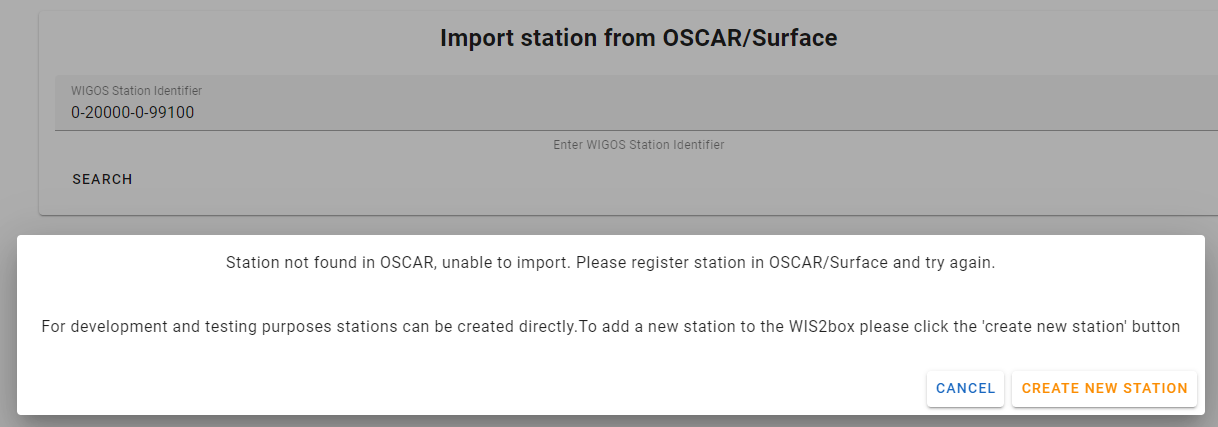 Import station from OSCAR/Surface
WIGOS Station Identifier
0-20000-0-99100
Enter WIGOS Station Identifier
SEARCH
Station not found in OSCAR, unable to import. Please register station in OSCAR/Surface and try again.
For development and testing purposes stations can be created directly.To add a new station to the WIS2box please click the 'create new station' button
CANCEL CREATE NEW STATION